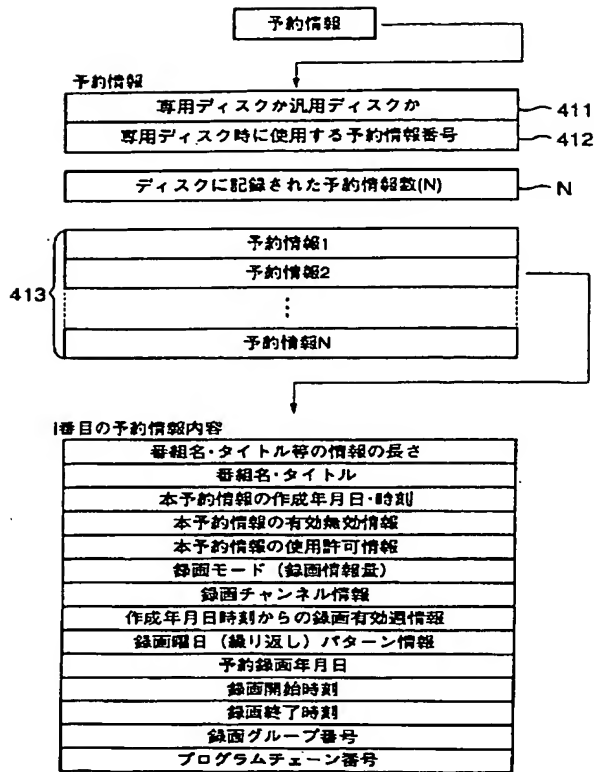 予約情報
予約情報
専用ディスクか汎用ディスクか
411
専用ディスク時に使用する予約情報番号
412
ディスクに記録された予約情報数(N)
N
予約情報1
予約情報2
413
⋮
予約情報N
i番目の予約情報内容
番組名・タイトル等の情報の長さ
番組名・タイトル
本予約情報の作成年月日・時刻
本予約情報の有効無効情報
本予約情報の使用許可情報
録画モード（録画情報量）
録画チャンネル情報
作成年月日時刻からの録画有効週情報
録画曜日（繰り返し）パターン情報
予約録画年月日
録画開始時刻
録画終了時刻
録画グループ番号
プログラムチェーン番号